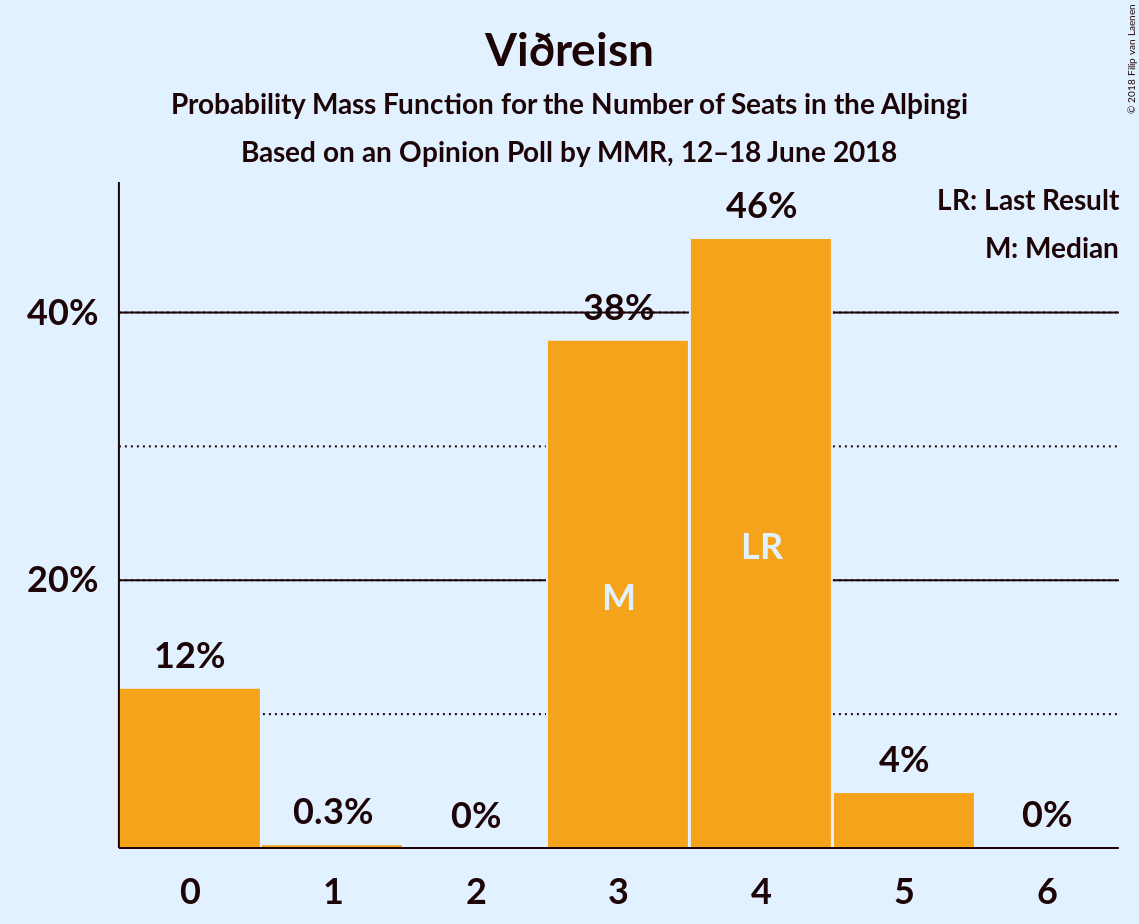 Viðreisn
Probability Mass Function for the Number of Seats in the Alþingi
Based on an Opinion Poll by MMR, 12–18 June 2018
© 2018 Filip van Laenen
LR: Last Result
M: Median
40%
20%
12%
0.3%
0%
38%
46%
4%
0%
M
LR
0 1 2 3 4 5 6